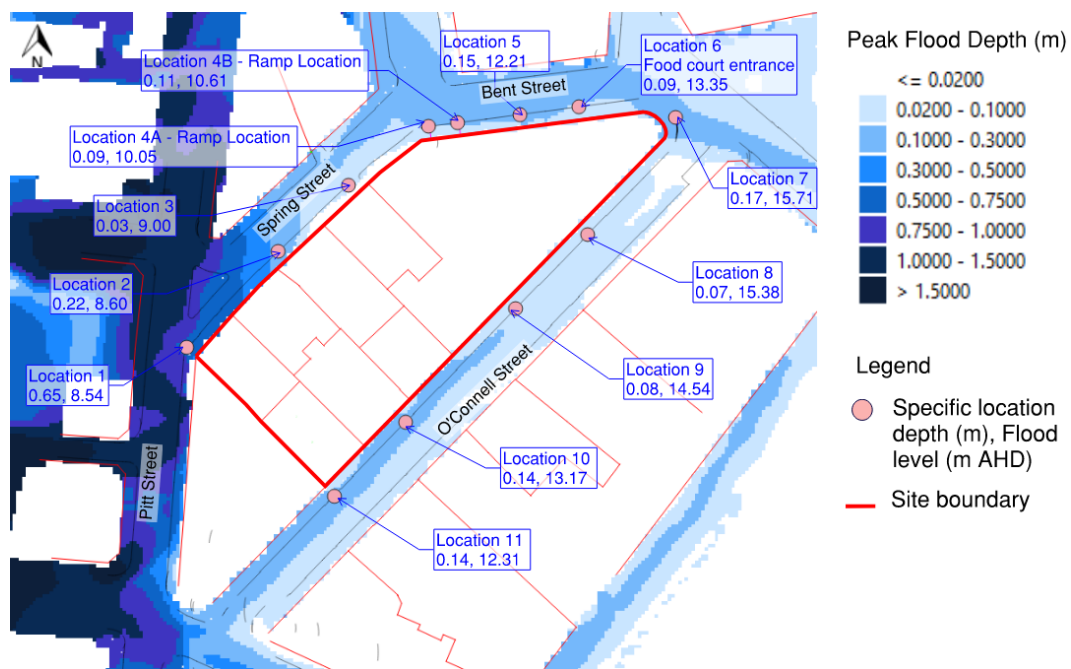 N
Location 4B - Ramp Location
0.11, 10.61
Location 5
0.15, 12.21
Location 6
Food court entrance
0.09, 13.35
Bent Street
Location 4A - Ramp Location
0.09, 10.05
Location 3
0.03, 9.00
Spring Street
Location 7
0.17, 15.71
Location 2
0.22, 8.60
Location 8
0.07, 15.38
Location 1
0.65, 8.54
Location 9
0.08, 14.54
O'Connell Street
Location 10
0.14, 13.17
Pitt Street
Location 11
0.14, 12.31
Peak Flood Depth (m)
<= 0.0200
0.0200 - 0.1000
0.1000 - 0.3000
0.3000 - 0.5000
0.5000 - 0.7500
0.7500 - 1.0000
1.0000 - 1.5000
> 1.5000
Legend
Specific location
depth (m), Flood
level (m AHD)
Site boundary